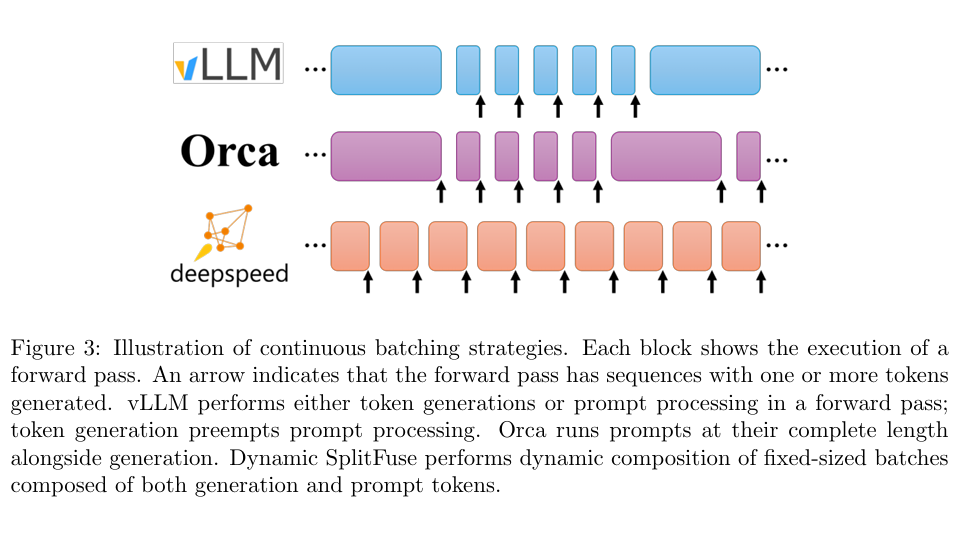 vLLM
...
...
Orca
...
...
deepspeed
...
...
Figure 3: Illustration of continuous batching strategies. Each block shows the execution of a
forward pass. An arrow indicates that the forward pass has sequences with one or more tokens
generated. vLLM performs either token generations or prompt processing in a forward pass;
token generation preempts prompt processing. Orca runs prompts at their complete length
alongside generation. Dynamic SplitFuse performs dynamic composition of fixed-sized batches
composed of both generation and prompt tokens.